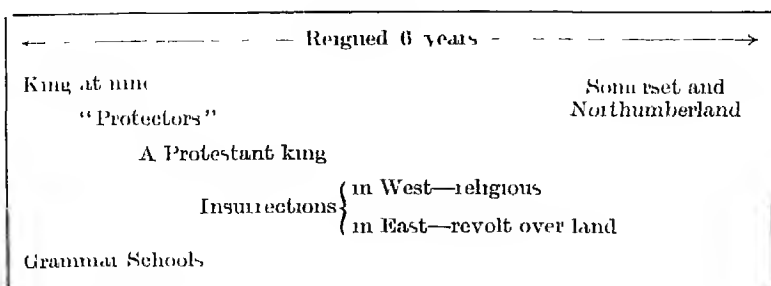 Reigned 6 years
King at nine
Somerset and
Northumberland
"Protectors"
A Protestant king
Insurrections { in West—religious
in East—revolt over land
Grammar Schools